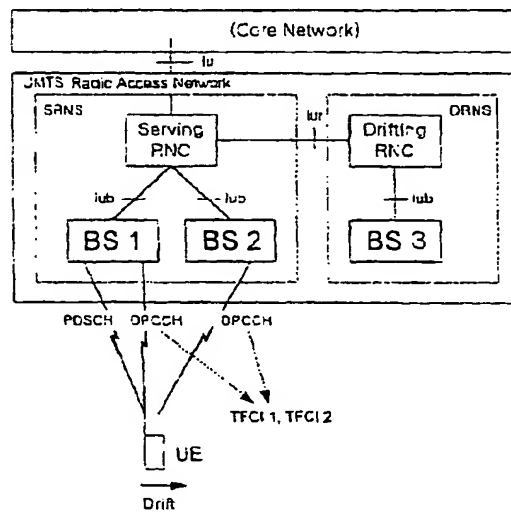 (Core Network)
Iu
UMTS Radio Access Network
SRNS
DRNS
Serving
RNC
Iur
Drifting
RNC
Iub
Iub
Iub
BS 1
BS 2
BS 3
PDSCH
DPCCH
DPCCH
TFCI 1, TFCI 2
UE
Drift